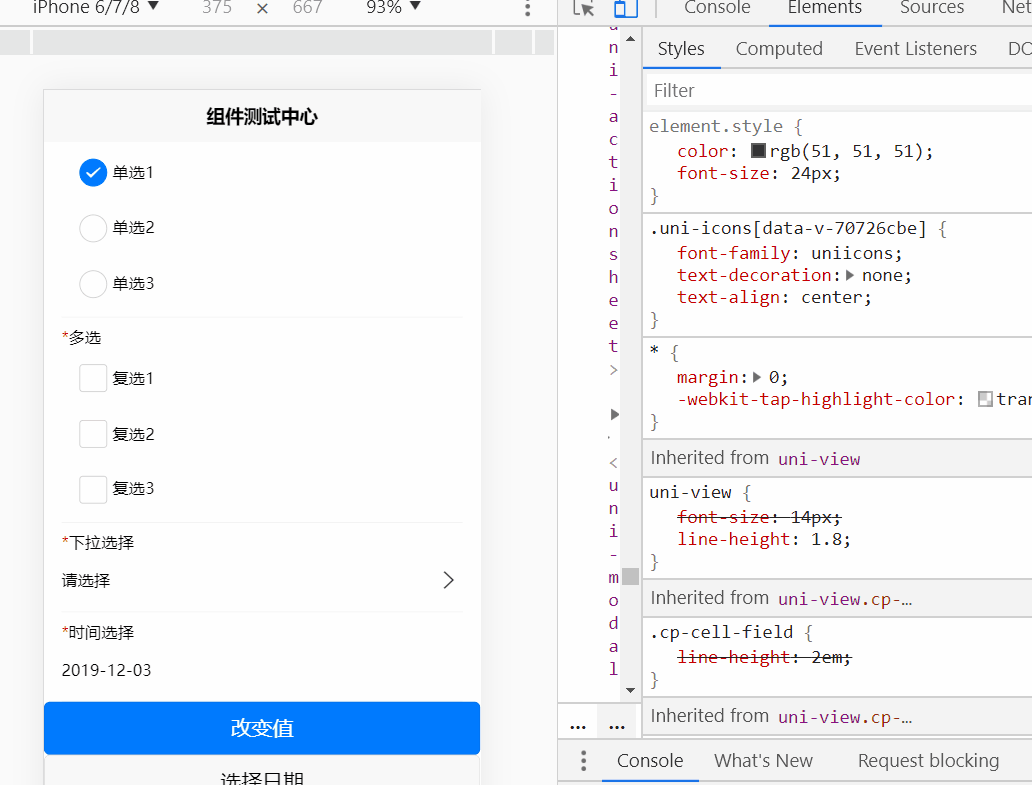 iPhone 6/7/8 ▼ 375 × 667 93% ▼
Console Elements Sources Net
组件测试中心
单选1
单选2
单选3
*多选
复选1
复选2
复选3
*下拉选择
请选择
*时间选择
2019-12-03
改变值
选择日期
uni-actionsheet
>
<uni-modal
...
...
Styles Computed Event Listeners DO
Filter
element.style {
color: rgb(51, 51, 51);
font-size: 24px;
}
.uni-icons[data-v-70726cbe] {
font-family: uniicons;
text-decoration: none;
text-align: center;
}
* {
margin: 0;
-webkit-tap-highlight-color: tran
}
Inherited from uni-view
uni-view {
font-size: 14px;
line-height: 1.8;
}
Inherited from uni-view.cp-…
.cp-cell-field {
line-height: 2em;
}
Inherited from uni-view.cp-…
Console What's New Request blocking